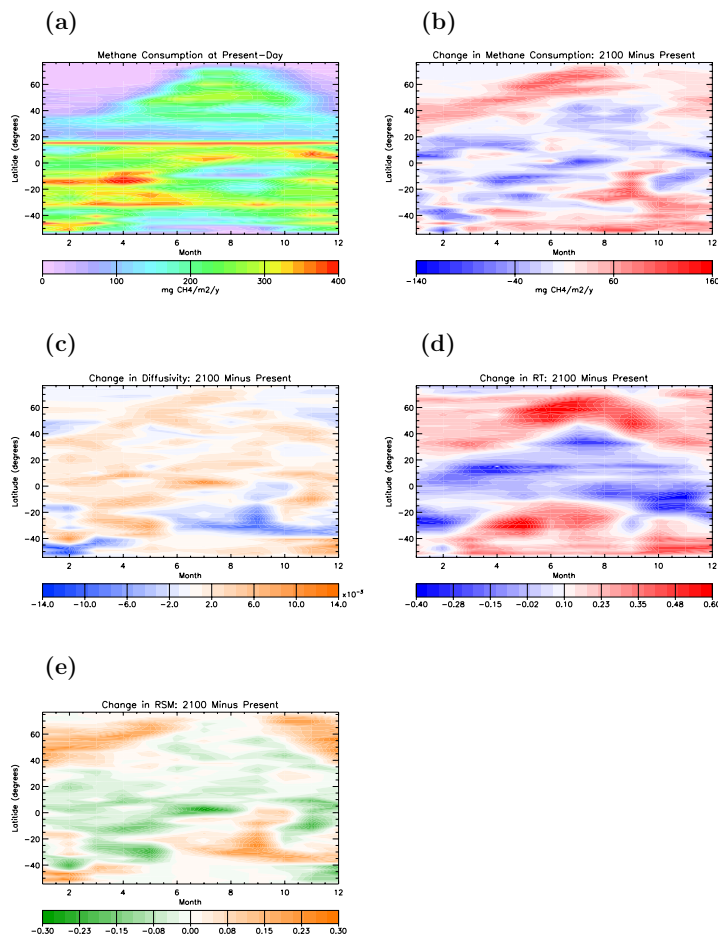 (a)
Methane Consumption at Present-Day
Latitide (degrees)
60
40
20
0
-20
-40
2 4 6 8 10 12
Month
0 100 200 300 400
mg CH4/m2/y
(b)
Change in Methane Consumption: 2100 Minus Present
Latitide (degrees)
60
40
20
0
-20
-40
2 4 6 8 10 12
Month
-140 -40 60 160
mg CH4/m2/y
(c)
Change in Diffusivity: 2100 Minus Present
Latitude (degrees)
60
40
20
0
-20
-40
2 4 6 8 10 12
Month
-14.0 -10.0 -6.0 -2.0 2.0 6.0 10.0 14.0 x10⁻³
(d)
Change in RT: 2100 Minus Present
Latitude (degrees)
60
40
20
0
-20
-40
2 4 6 8 10 12
Month
-0.40 -0.28 -0.15 -0.02 0.10 0.23 0.35 0.48 0.60
(e)
Change in RSM: 2100 Minus Present
Latitide (degrees)
60
40
20
0
-20
-40
2 4 6 8 10 12
Month
-0.30 -0.23 -0.15 -0.08 0.00 0.08 0.15 0.23 0.30